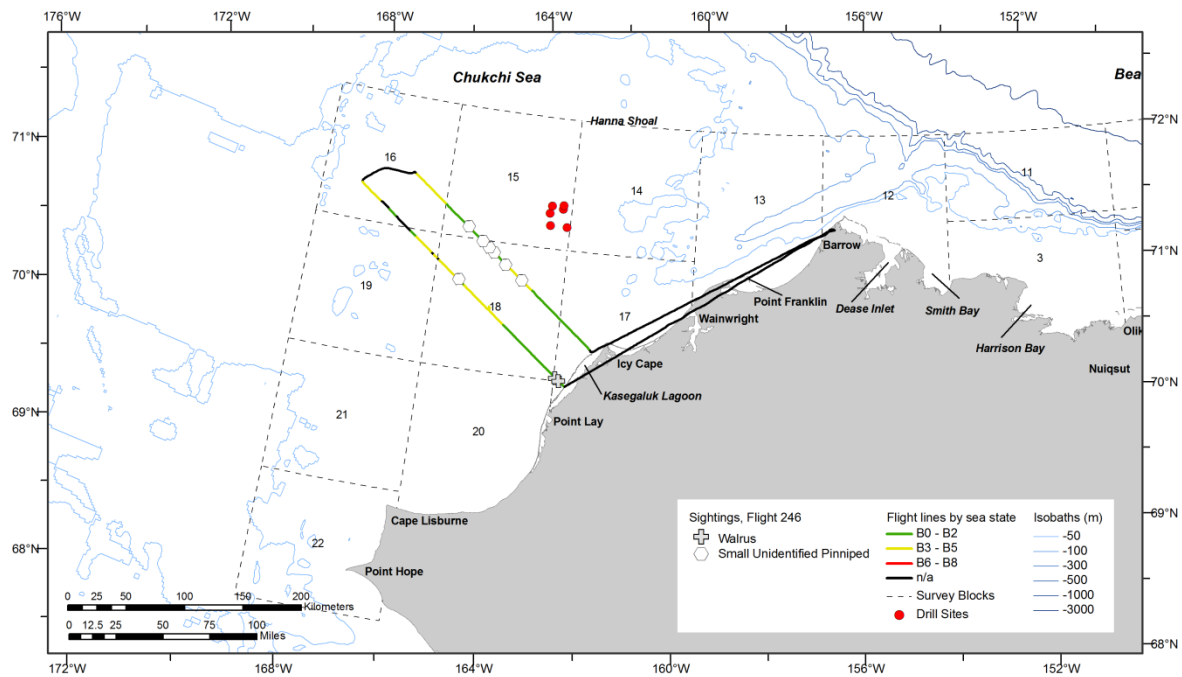 176°W 168°W 164°W 160°W 156°W 152°W
Chukchi Sea
Bea
72°N
71°N
Hanna Shoal
16
15
14
13
12
11
71°N
Barrow
3
70°N
19
18
17
Point Franklin
Dease Inlet
Smith Bay
Wainwright
Harrison Bay
Olik
Icy Cape
Nuiqsut
Kasegaluk Lagoon
70°N
69°N
21
20
Point Lay
Cape Lisburne
69°N
68°N
22
Point Hope
Sightings, Flight 246
Walrus
Small Unidentified Pinniped
Flight lines by sea state
B0 - B2
B3 - B5
B6 - B8
n/a
Survey Blocks
Drill Sites
Isobaths (m)
-50
-100
-300
-500
-1000
-3000
0 25 50 100 150 200
Kilometers
0 12.5 25 50 75 100
Miles
68°N
172°W 168°W 164°W 162°W 160°W 156°W 152°W